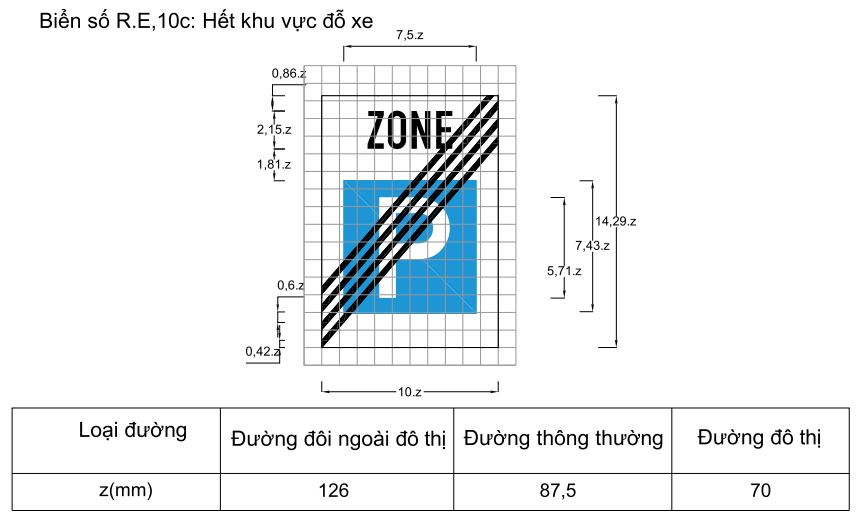 Biển số R.E,10c: Hết khu vực đỗ xe
7,5.z
0,86.z
ZONE
2,15.z
1,81.z
P
14,29.z
7,43.z
5,71.z
0,6.z
0,42.z
10.z
Loại đường Đường đôi ngoài đô thị Đường thông thường Đường đô thị
z(mm) 126 87,5 70